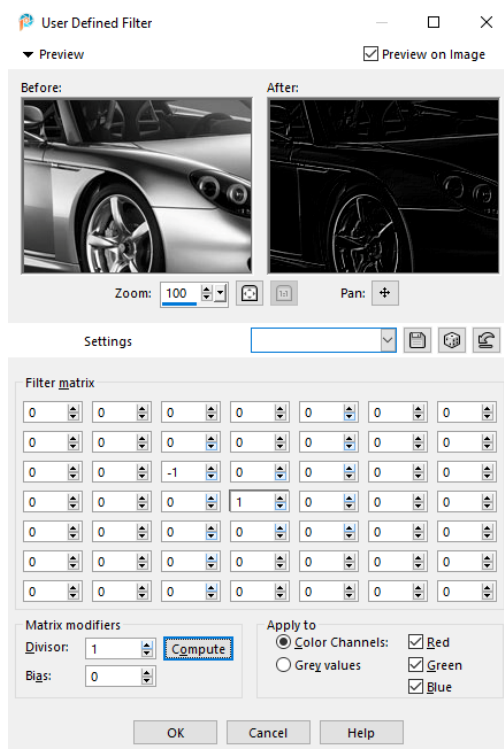 User Defined Filter
Preview
Preview on Image
Before:
After:
Zoom: 100
Pan:
Settings
Filter matrix
0 0 0 0 0 0 0
0 0 0 0 0 0 0
0 0 -1 0 0 0 0
0 0 0 1 0 0 0
0 0 0 0 0 0 0
0 0 0 0 0 0 0
0 0 0 0 0 0 0
Matrix modifiers
Divisor: 1 Compute
Bias: 0
Apply to
Color Channels:
Grey values
Red
Green
Blue
OK Cancel Help